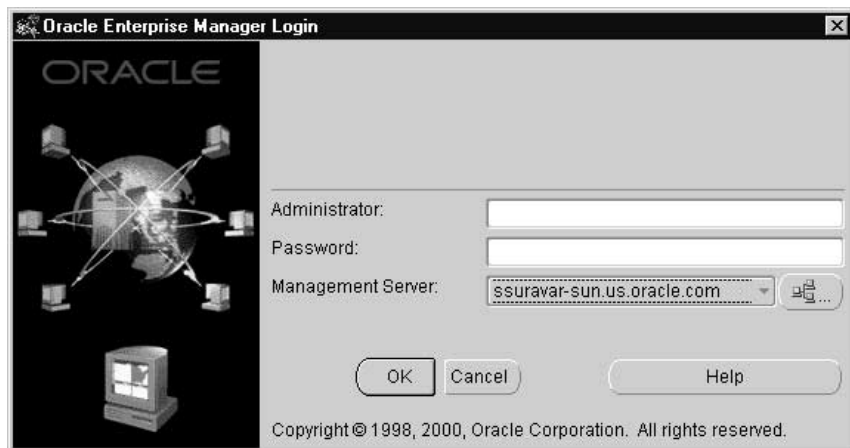 Oracle Enterprise Manager Login
ORACLE
Administrator:
Password:
Management Server:
ssuravar-sun.us.oracle.com
...
OK
Cancel
Help
Copyright © 1998, 2000, Oracle Corporation. All rights reserved.